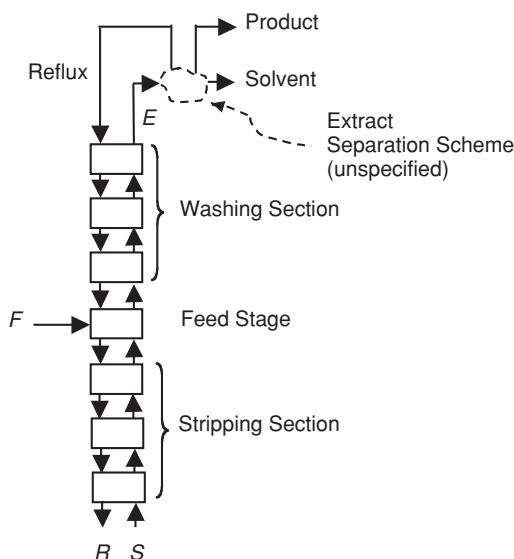 Product
Reflux
Solvent
E
Extract
Separation Scheme
(unspecified)
Washing Section
F
Feed Stage
Stripping Section
R S